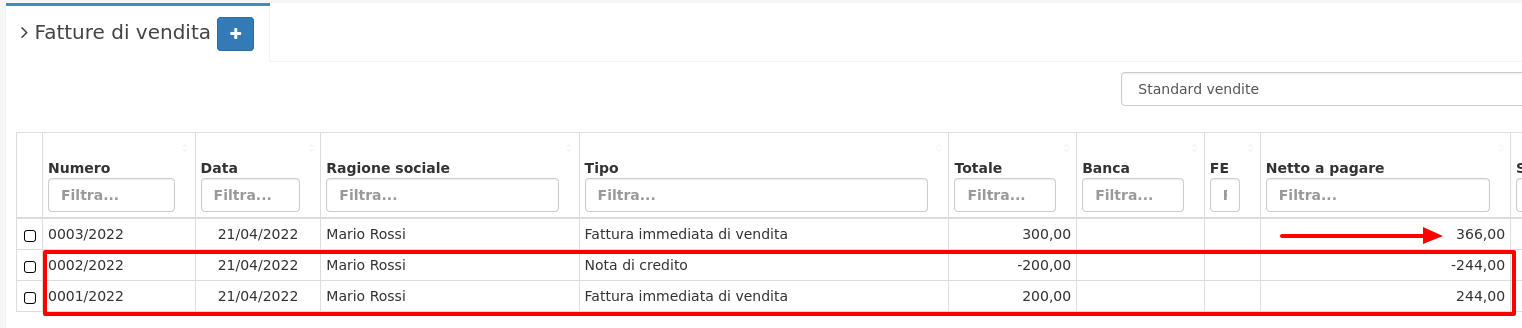 Fatture di vendita +
Standard vendite
Numero Data Ragione sociale Tipo Totale Banca FE Netto a pagare S
Filtra... Filtra... Filtra... Filtra... Filtra... Filtra... Filtra...
0003/2022 21/04/2022 Mario Rossi Fattura immediata di vendita 300,00 366,00
0002/2022 21/04/2022 Mario Rossi Nota di credito -200,00 -244,00
0001/2022 21/04/2022 Mario Rossi Fattura immediata di vendita 200,00 244,00